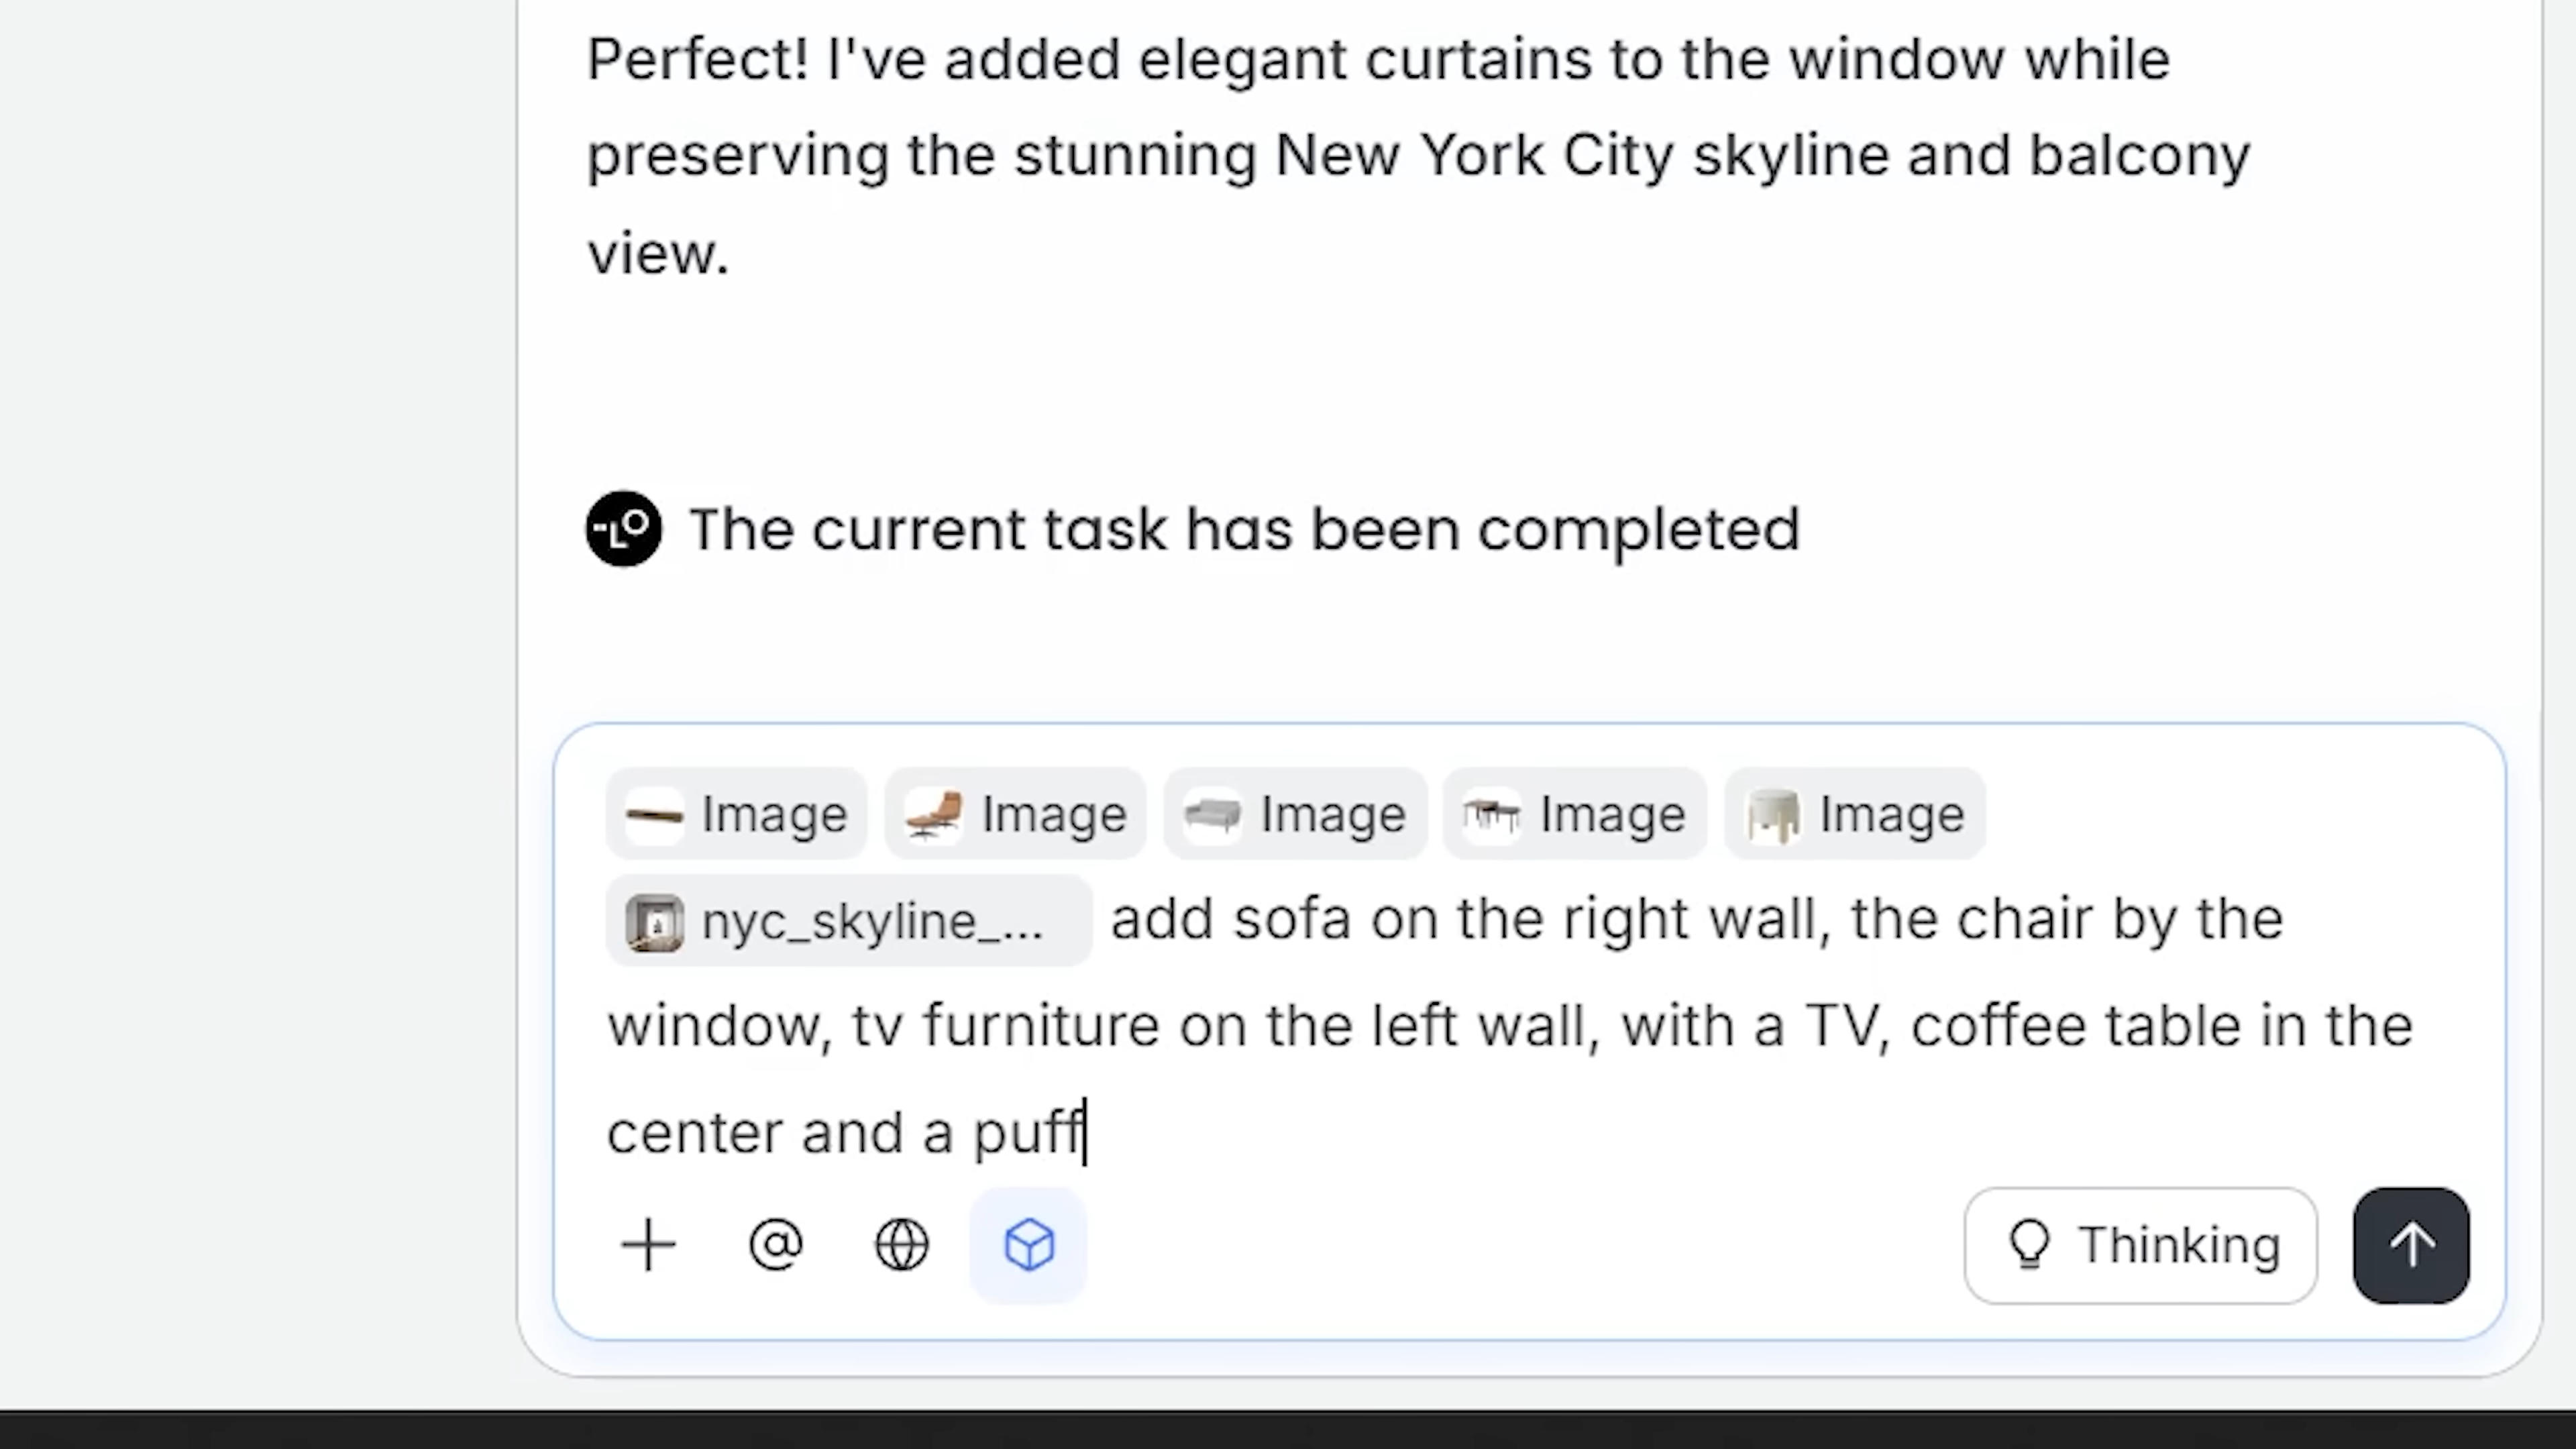 Perfect! I've added elegant curtains to the window while
preserving the stunning New York City skyline and balcony
view.
The current task has been completed
Image Image Image Image Image
nyc_skyline_... add sofa on the right wall, the chair by the
window, tv furniture on the left wall, with a TV, coffee table in the
center and a puff
Thinking